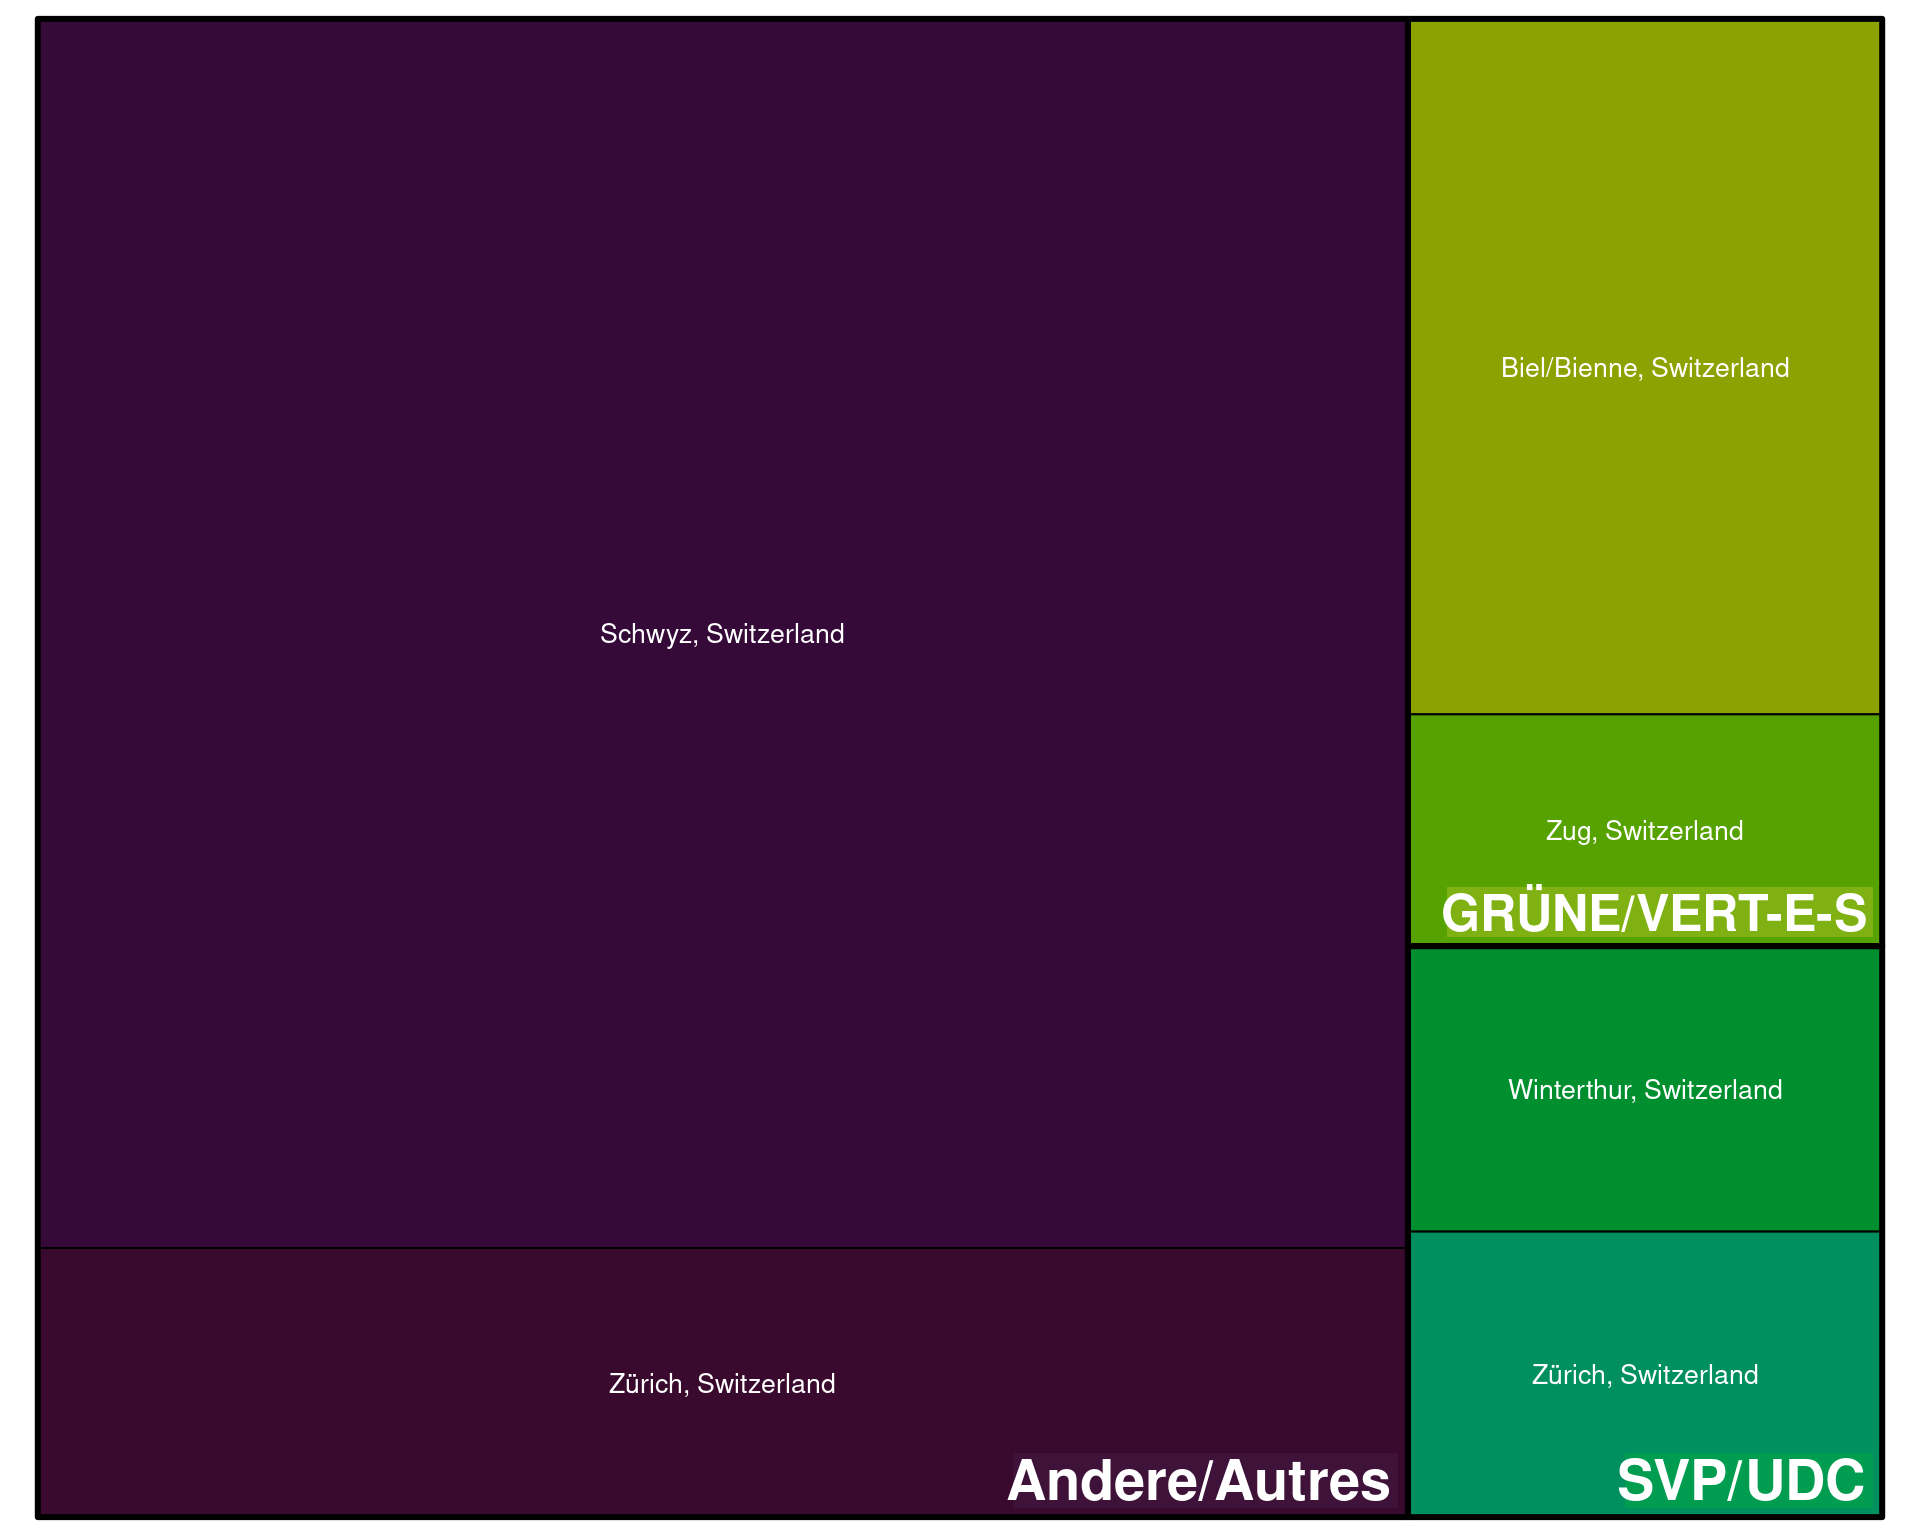 Schwyz, Switzerland
Zürich, Switzerland
Andere/Autres
Biel/Bienne, Switzerland
Zug, Switzerland
GRÜNE/VERT-E-S
Winterthur, Switzerland
Zürich, Switzerland
SVP/UDC